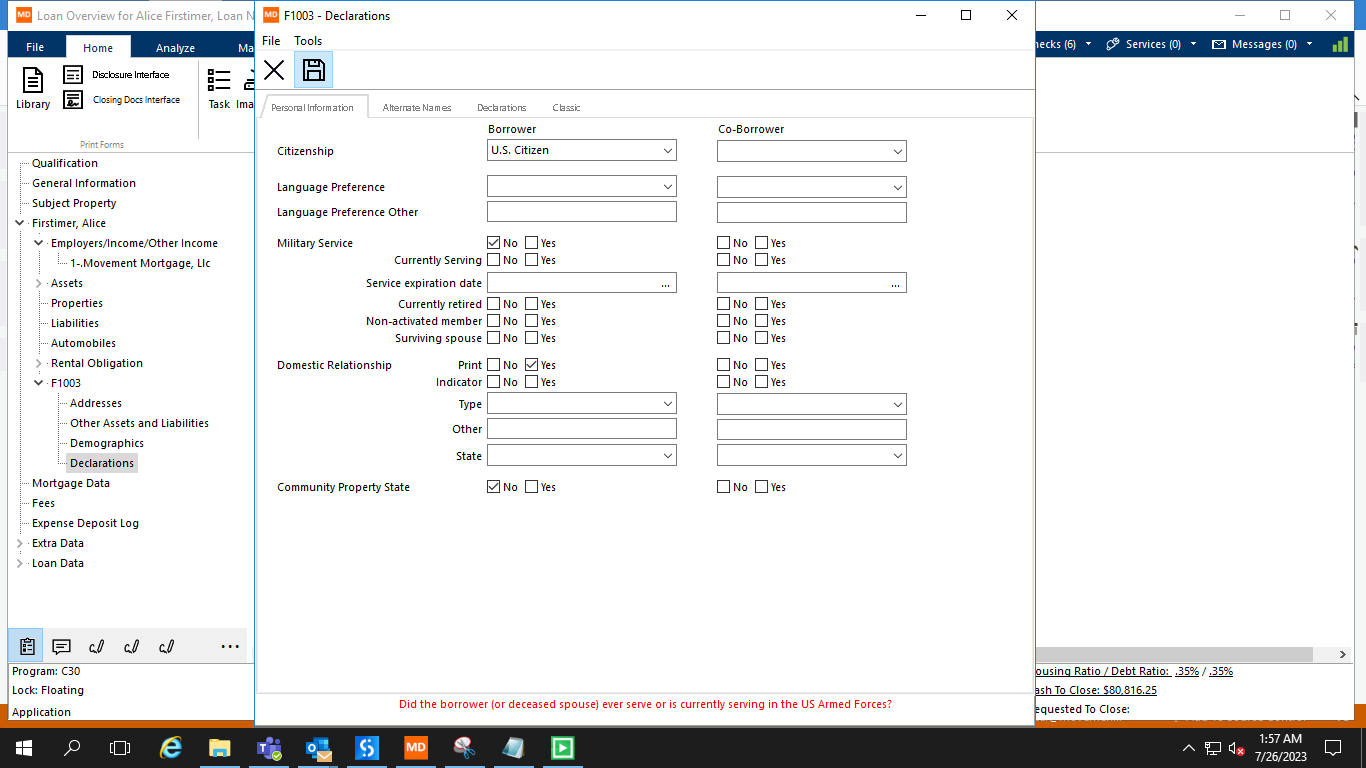 MD Loan Overview for Alice Firstimer, Loan N
MD F1003 - Declarations
File Home Analyze Ma
File Tools
hecks (6) Services (0) Messages (0)
Library
Disclosure Interface
Closing Docs Interface
Task Ima
Print Forms
Personal Information Alternate Names Declarations Classic
Borrower Co-Borrower
Citizenship U.S. Citizen
Language Preference
Language Preference Other
Military Service No Yes No Yes
Currently Serving No Yes No Yes
Service expiration date ... ...
Currently retired No Yes No Yes
Non-activated member No Yes No Yes
Surviving spouse No Yes No Yes
Domestic Relationship Print No Yes No Yes
Indicator No Yes No Yes
Type
Other
State
Community Property State No Yes No Yes
Qualification
General Information
Subject Property
Firstimer, Alice
Employers/Income/Other Income
1-.Movement Mortgage, Llc
Assets
Properties
Liabilities
Automobiles
Rental Obligation
F1003
Addresses
Other Assets and Liabilities
Demographics
Declarations
Mortgage Data
Fees
Expense Deposit Log
Extra Data
Loan Data
Program: C30
Lock: Floating
Application
ousing Ratio / Debt Ratio: .35% / .35%
ash To Close: $80,816.25
equested To Close:
Did the borrower (or deceased spouse) ever serve or is currently serving in the US Armed Forces?
MD
1:57 AM
7/26/2023